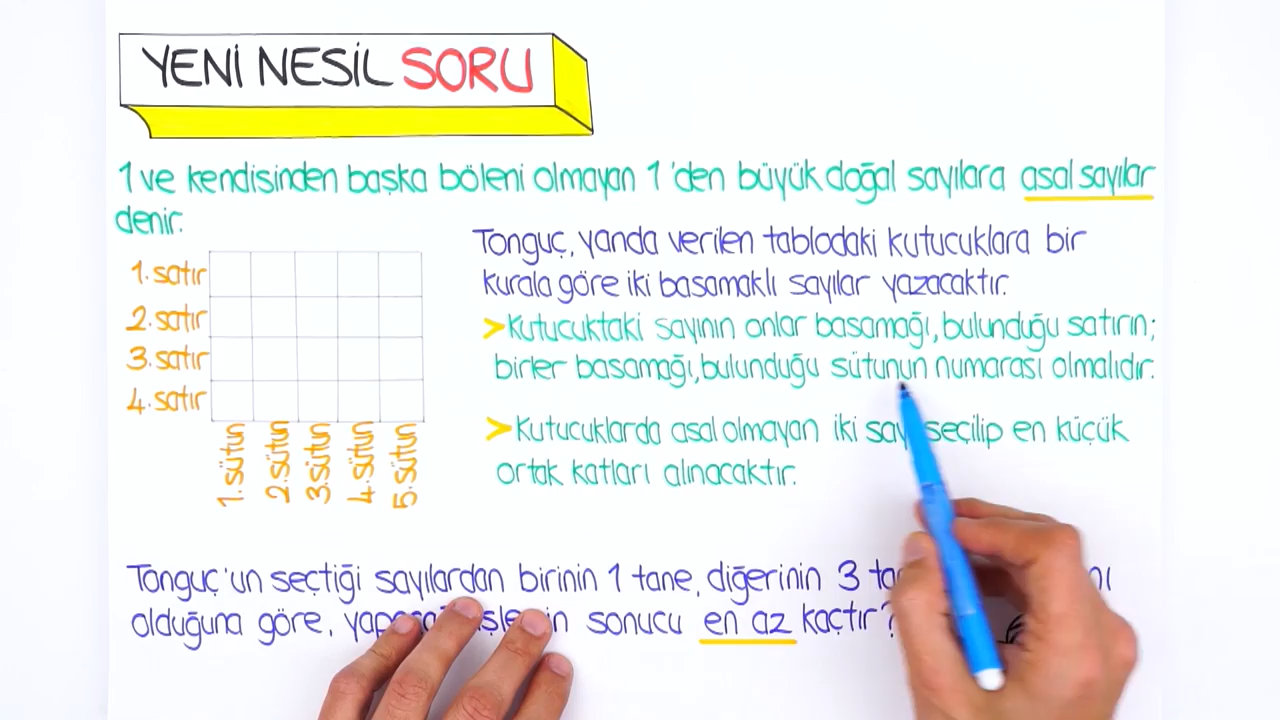 YENİ NESİL SORU
1 ve kendisinden başka böleni olmayan 1'den büyük doğal sayılara asal sayılar
denir.
Tonguç, yanda verilen tablodaki kutucuklara bir
kurala göre iki basamaklı sayılar yazacaktır.
➤Kutucuktaki sayının onlar basamağı, bulunduğu satırın;
birler basamağı, bulunduğu sütunun numarası olmalıdır.
➤Kutucuklarda asal olmayan iki seçilip en küçük
ortak katları alınacaktır.
1. satır
2. satır
3. satır
4. satır
1. sütun
2. sütun
3. sütun
4. sütun
5. sütun
Tonguç'un seçtiği sayılardan birinin 1 tane, diğerinin 3
olduğuna göre, sonucu en az kaçtır?